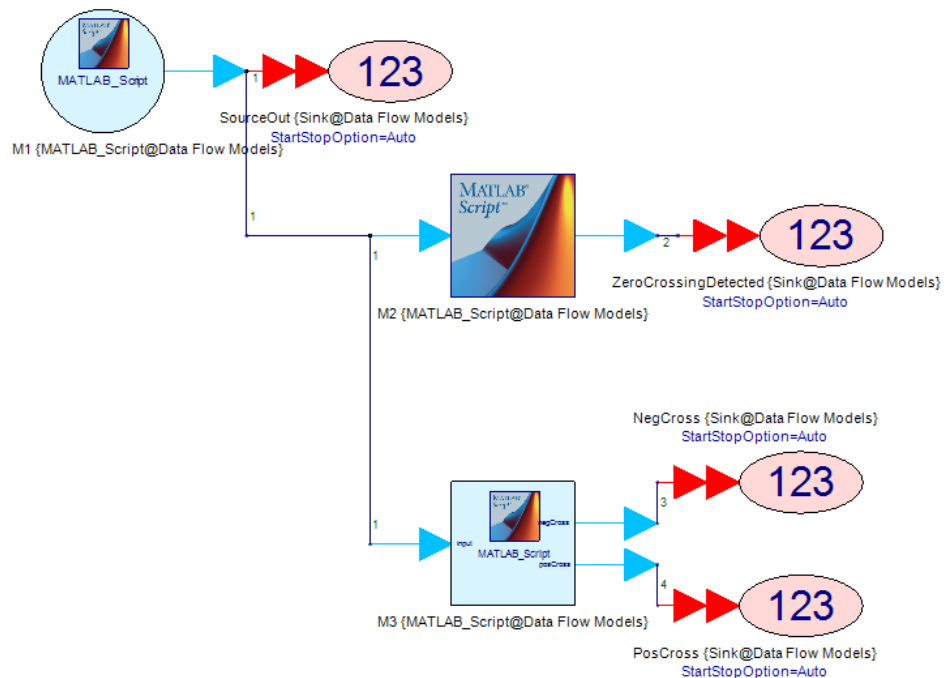 MATLAB_Script
1
123
SourceOut {Sink@Data Flow Models}
StartStopOption=Auto
M1 {MATLAB_Script@Data Flow Models}
1
1
MATLAB®
Script™
2
123
ZeroCrossingDetected {Sink@Data Flow Models}
StartStopOption=Auto
M2 {MATLAB_Script@Data Flow Models}
NegCross {Sink@Data Flow Models}
StartStopOption=Auto
123
3
1
input
negCross
MATLAB_Script
posCross
4
123
M3 {MATLAB_Script@Data Flow Models}
PosCross {Sink@Data Flow Models}
StartStopOption=Auto